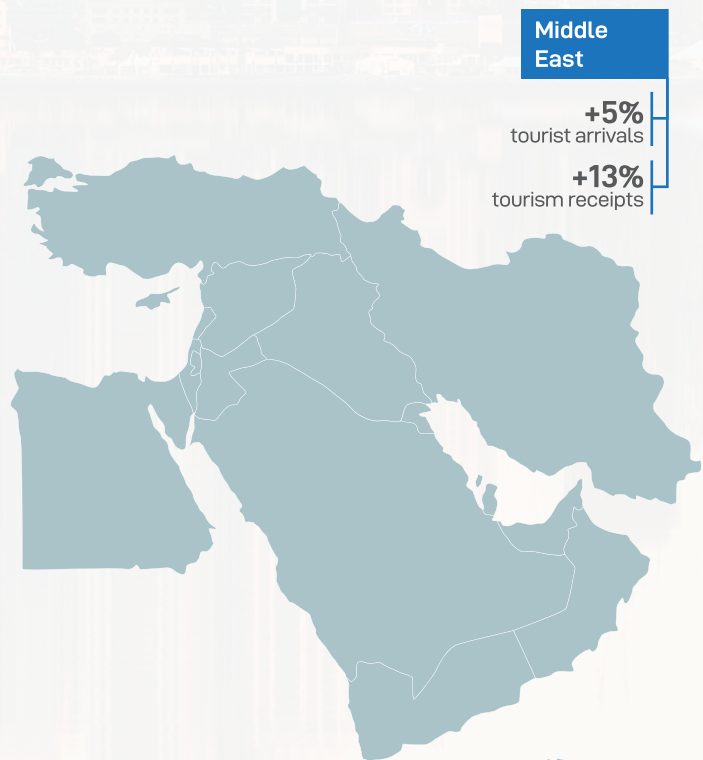 Middle
East
+5%
tourist arrivals
+13%
tourism receipts